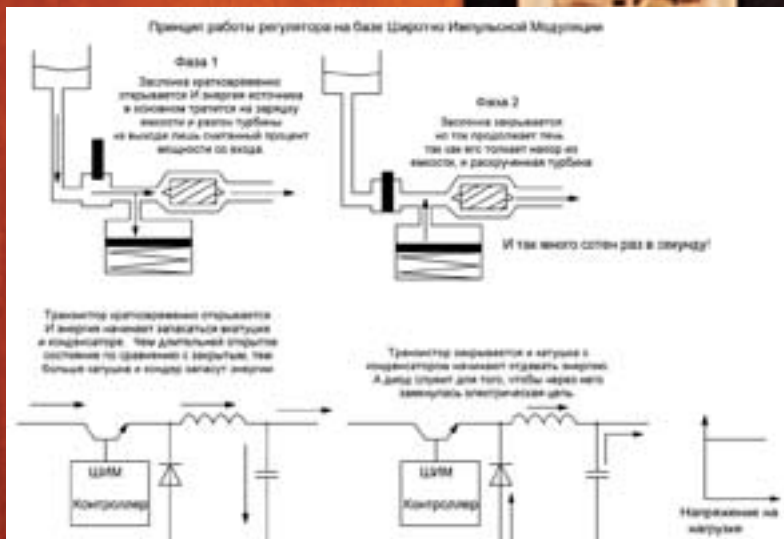 Принцип работы регулятора на базе Широтно Импульсной Модуляции
Фаза 1
Заслонка кратковременно
открывается И энергия источника
в основном тратится на зарядку
емкости и разгон турбины
на выходе лишь считанный процент
мощности со входа.
Фаза 2
Заслонка закрывается
но ток продолжает течь
так как его толкает напор из
емкости, и раскрученная турбина
И так много сотен раз в секунду!
Транзистор кратковременно открывается
И энергия начинает запасаться вкатушке
и конденсаторе. Чем длительней открытое
состояние по сравнению с закрытым, тем
больше катушка и кондер запасут энергии
Транзистор закрывается и катушка с
конденсатором начинают отдавать энергию.
А диод служит для того, чтобы через него
замкнулась электрическая цепь.
ШИМ
Контроллер
ШИМ
Контроллер
Напряжение на
нагрузке